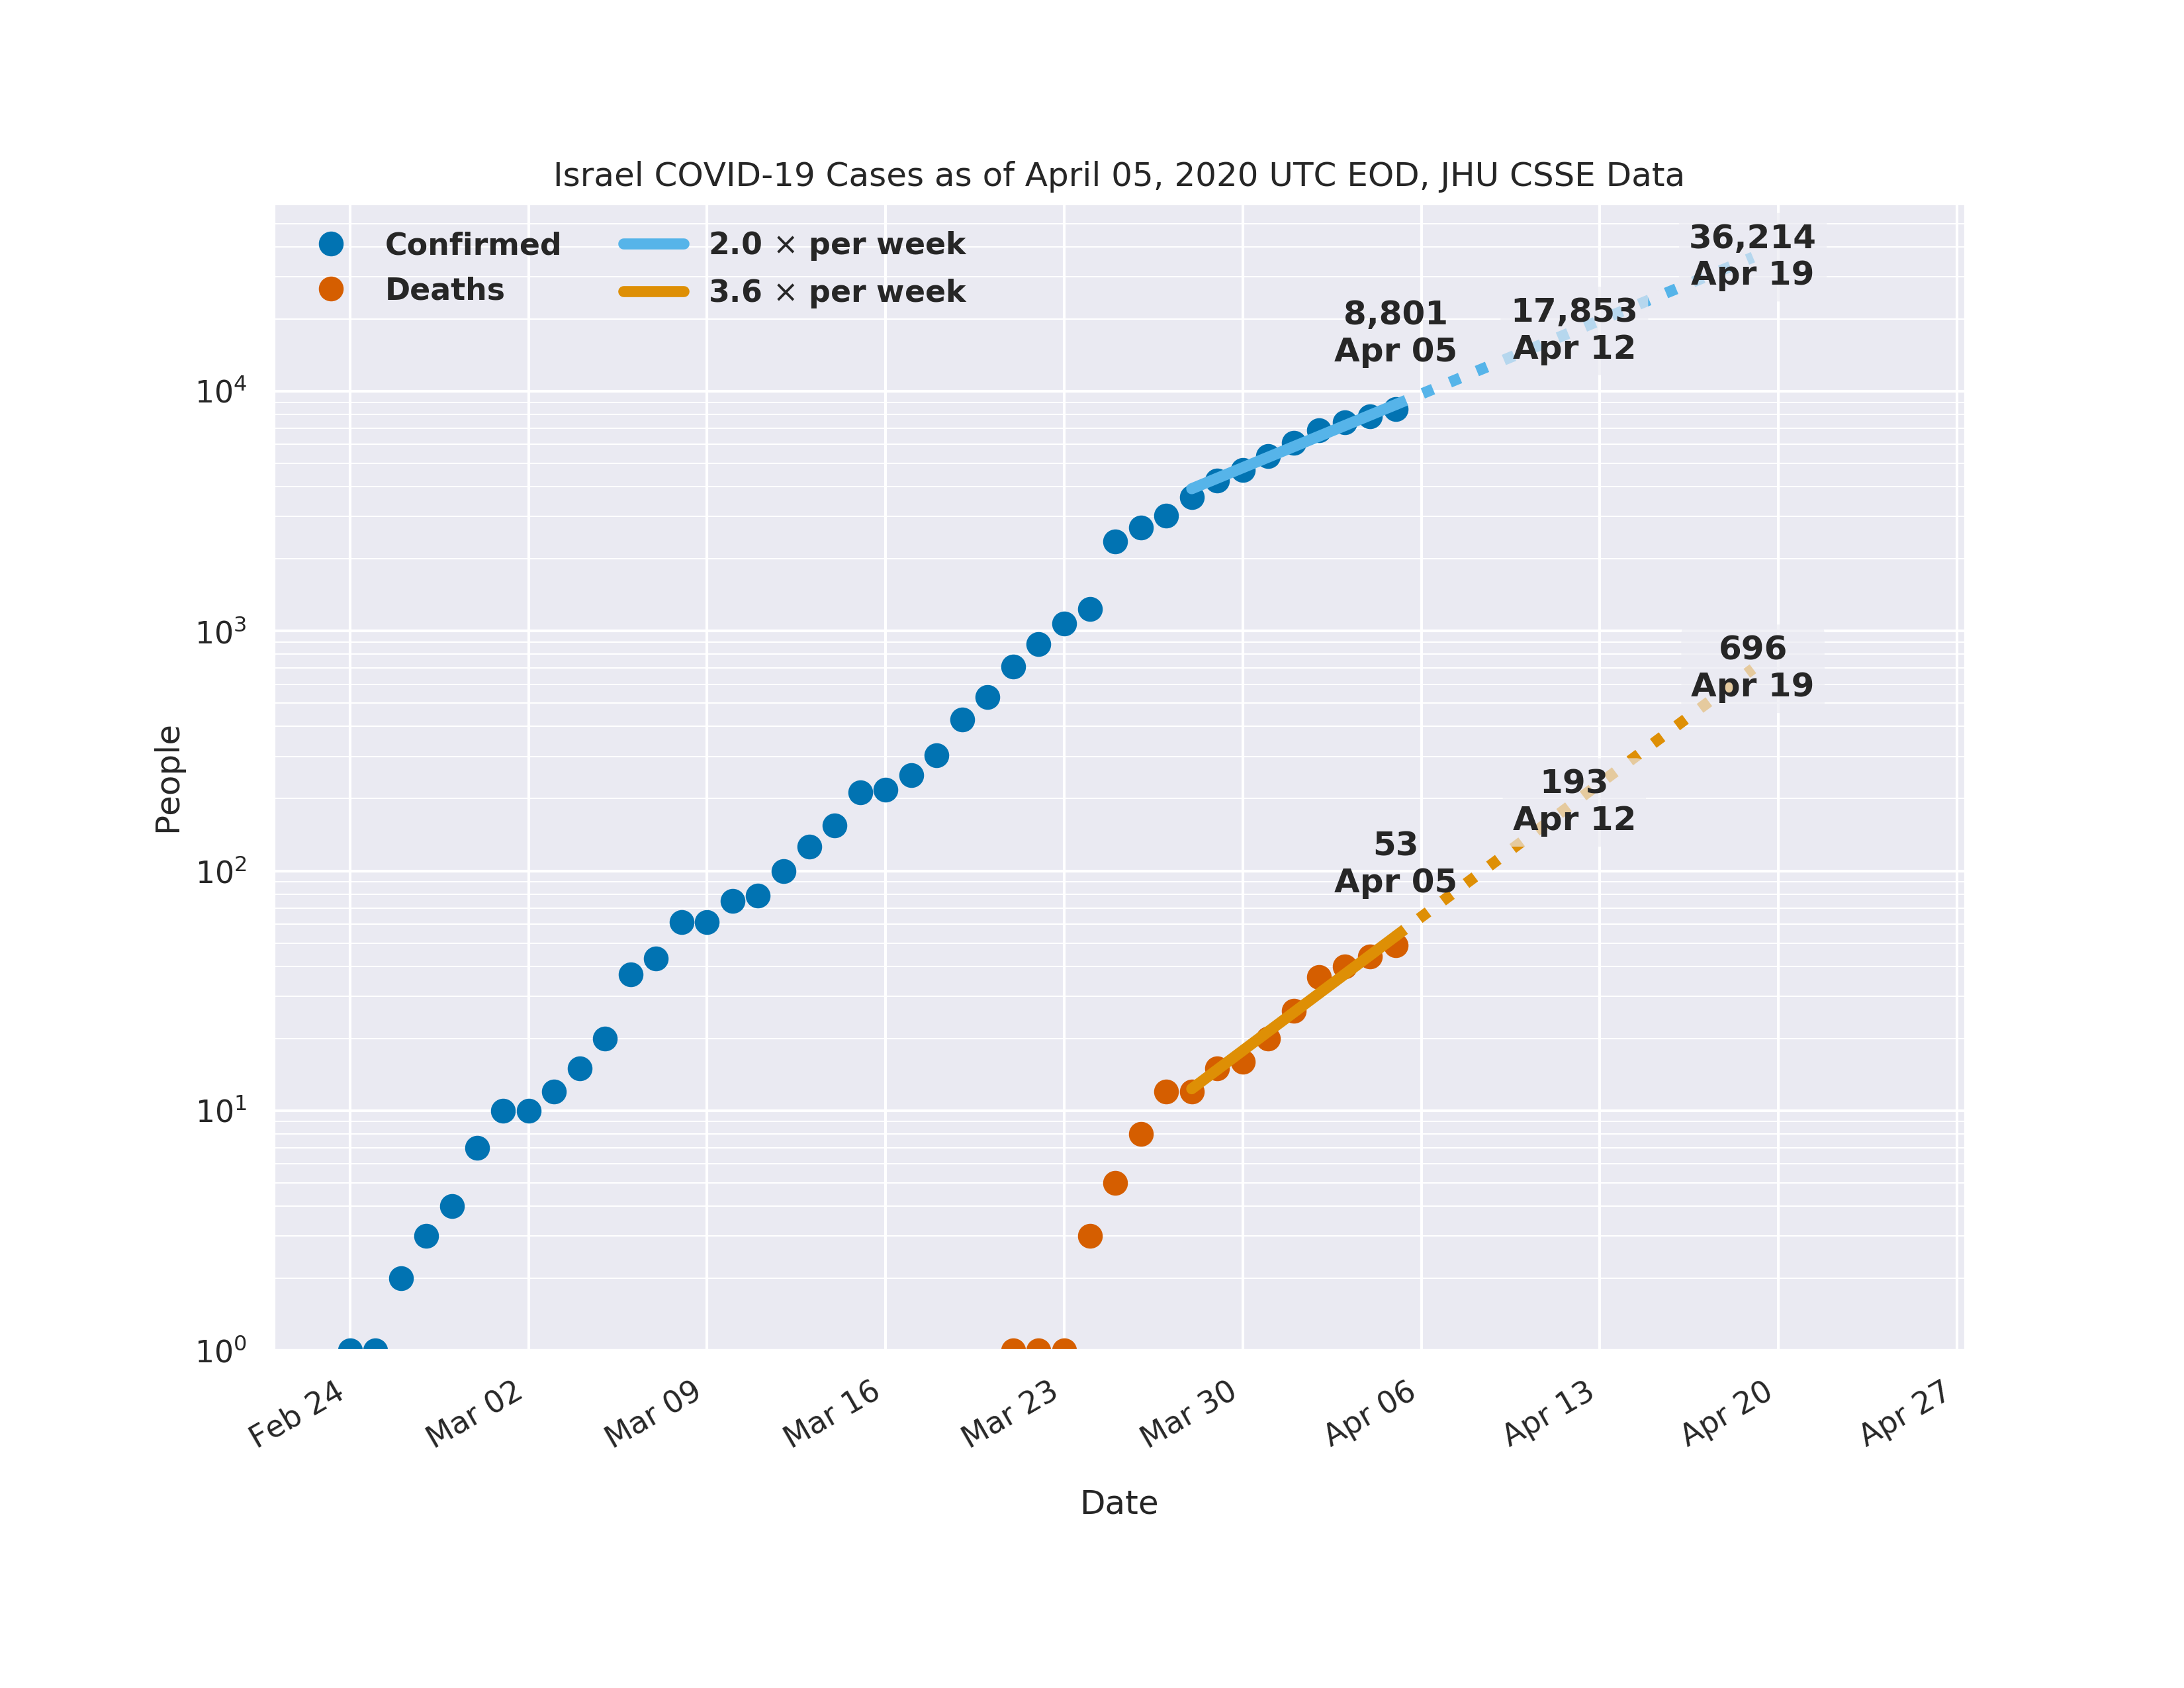 Israel COVID-19 Cases as of April 05, 2020 UTC EOD, JHU CSSE Data
Confirmed
Deaths
2.0 × per week
3.6 × per week
36,214
Apr 19
8,801
Apr 05
17,853
Apr 12
696
Apr 19
193
Apr 12
53
Apr 05
People
10⁴
10³
10²
10¹
10⁰
Feb 24
Mar 02
Mar 09
Mar 16
Mar 23
Mar 30
Apr 06
Apr 13
Apr 20
Apr 27
Date